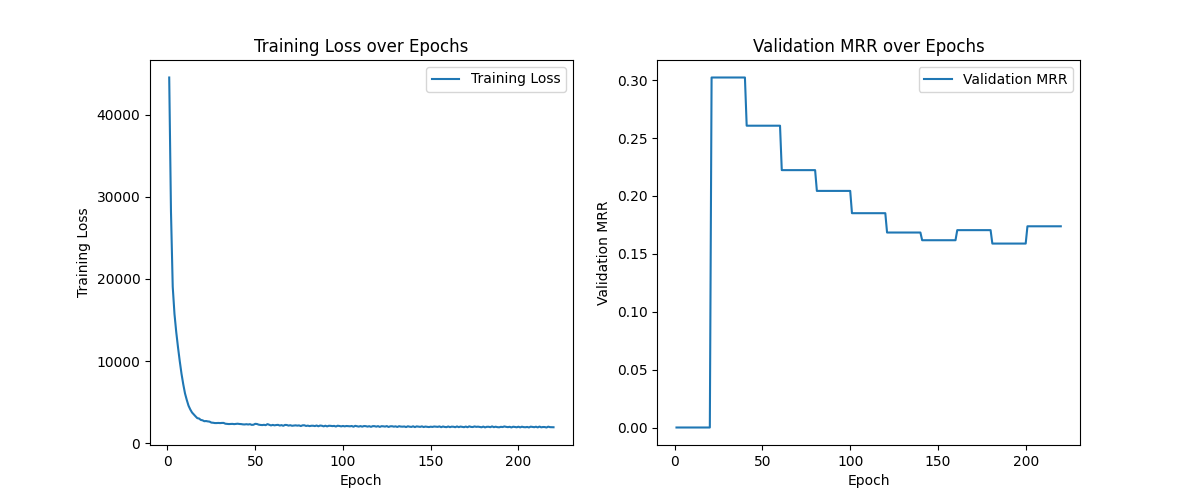 Training Loss over Epochs
Training Loss
40000
30000
20000
10000
0
Training Loss
0 50 100 150 200
Epoch
Validation MRR over Epochs
Validation MRR
0.30
0.25
0.20
0.15
0.10
0.05
0.00
Validation MRR
0 50 100 150 200
Epoch